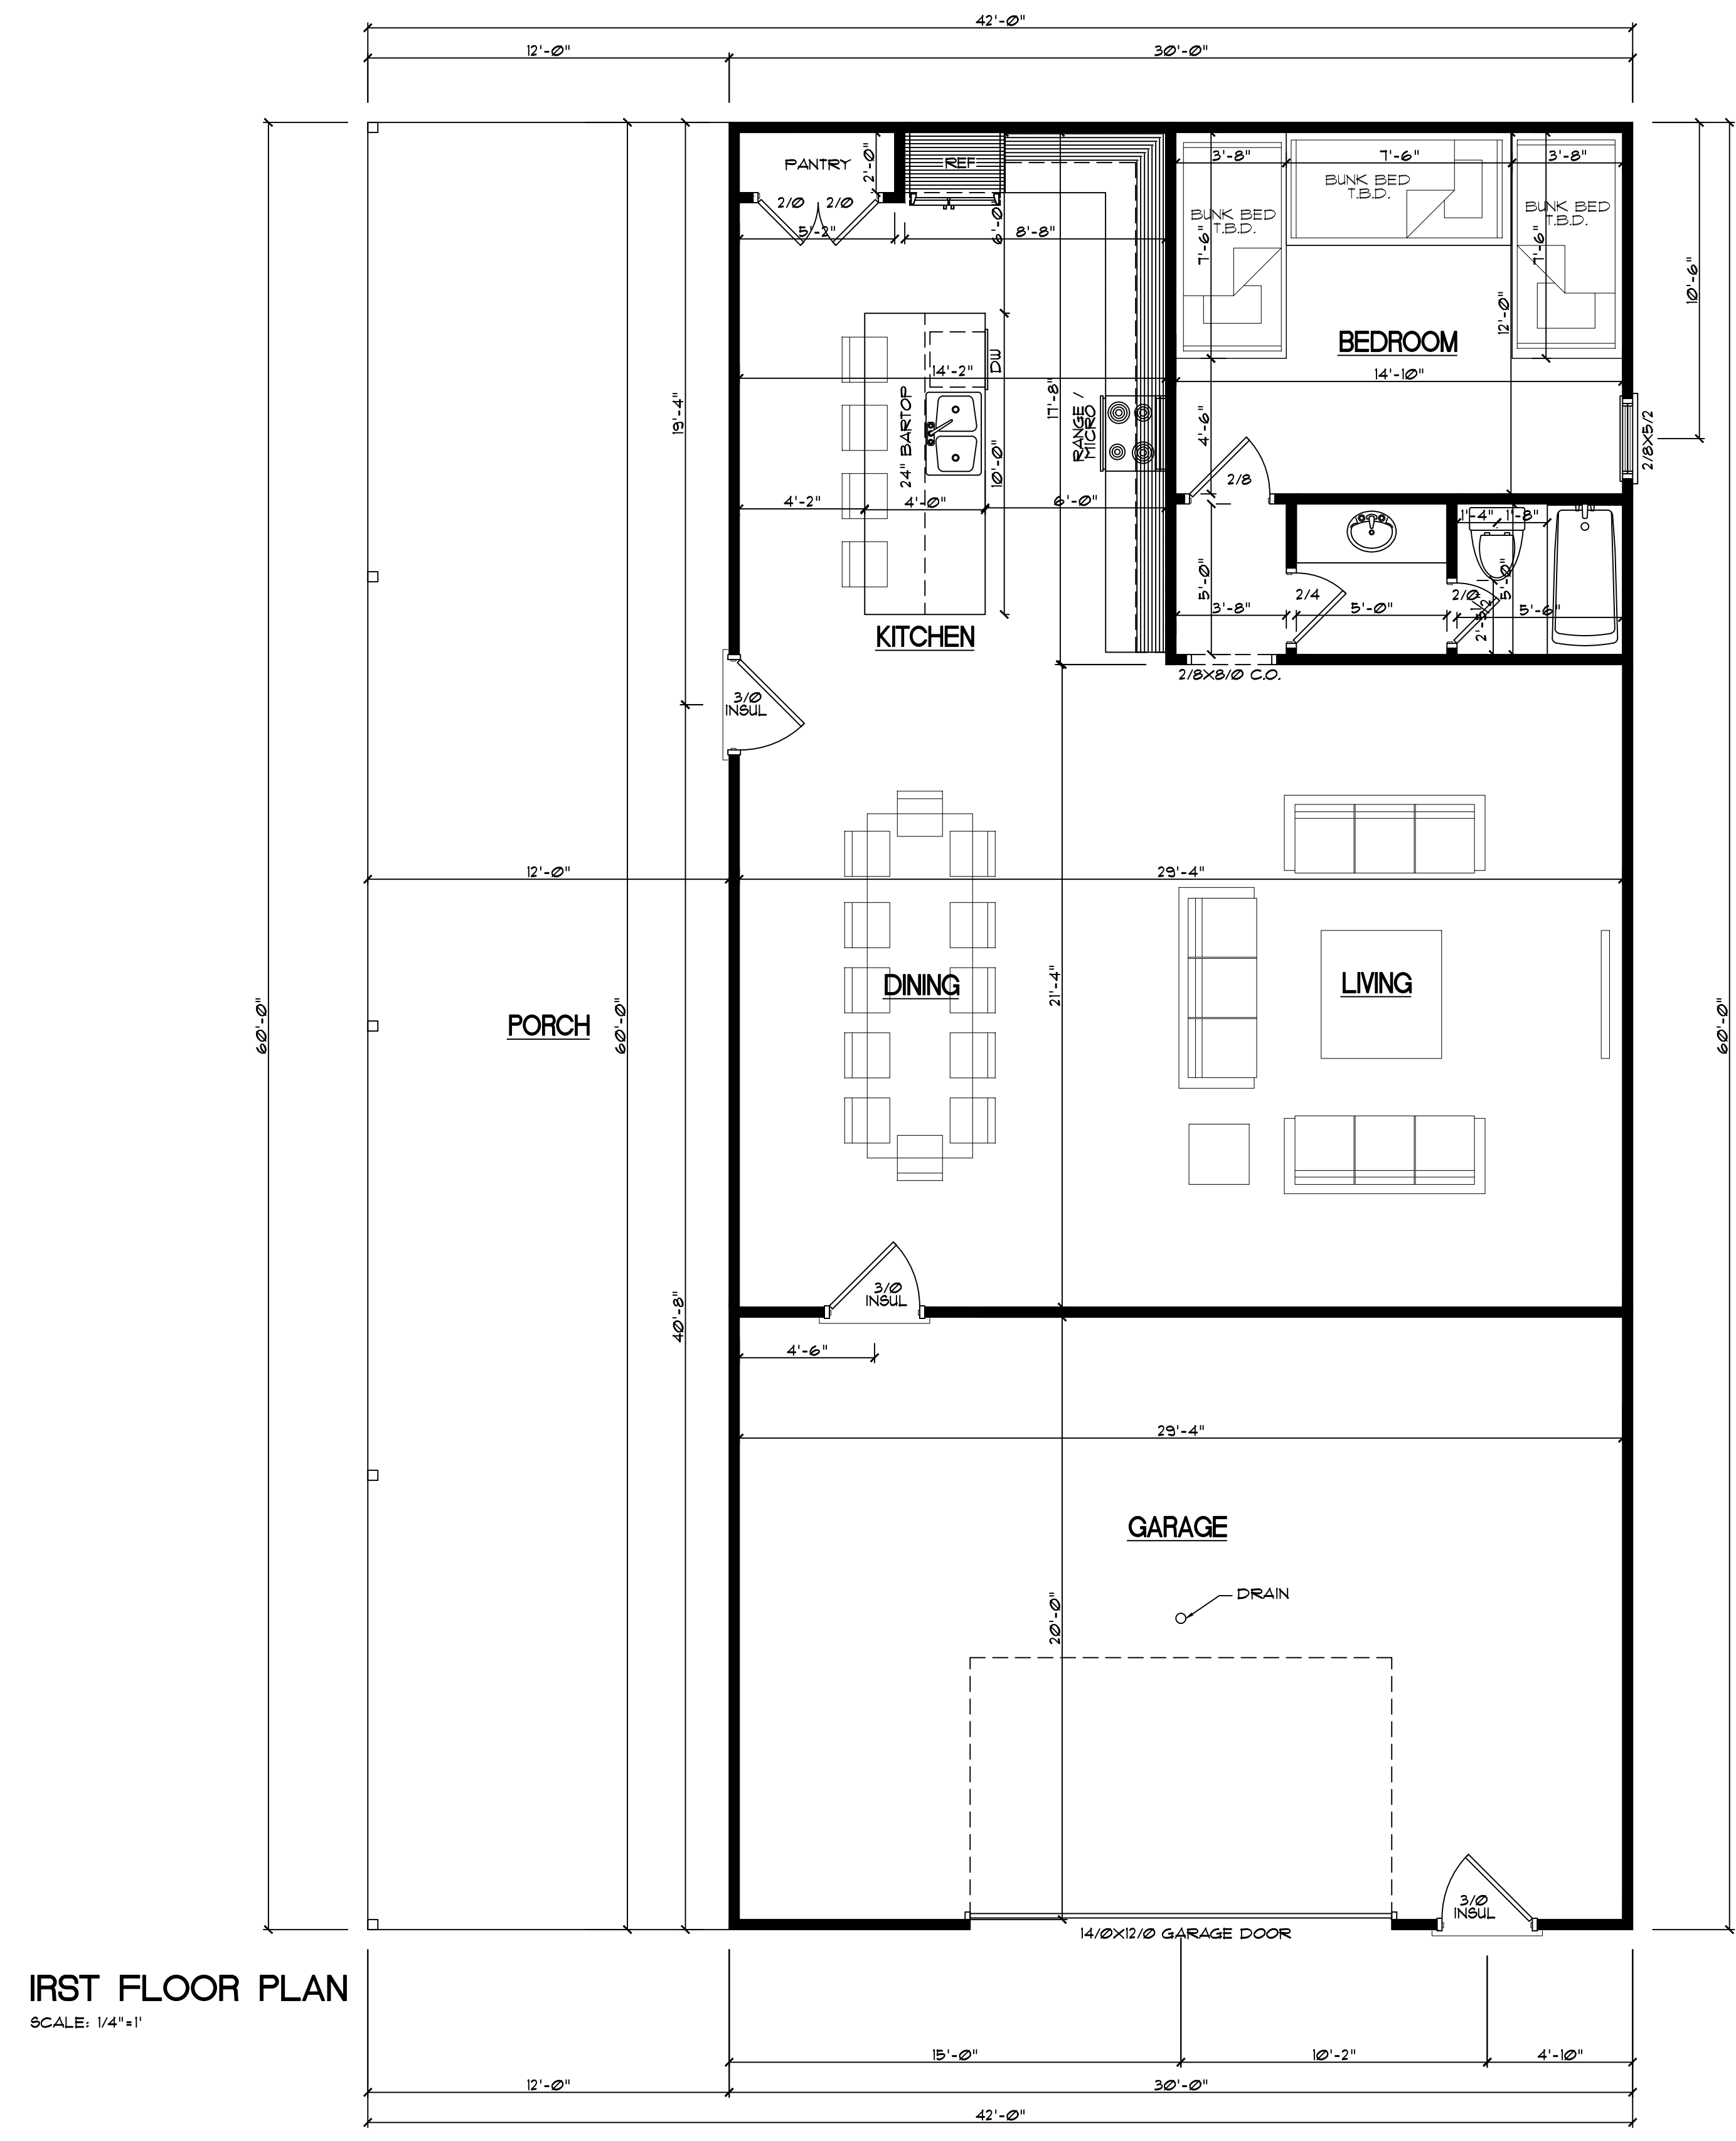 42'-0"
12'-0"
30'-0"
PANTRY
2'-0"
REF
2/0
2/0
5'-2"
6'-0
8'-8"
3'-8"
7'-6"
3'-8"
BUNK BED
T.B.D.
BUNK BED
T.B.D.
BUNK BED
T.B.D.
7'-6"
7'-6"
12'-0"
10'-6"
BEDROOM
14'-10"
14'-2"
DW
24" BARTOP
17'-8"
RANGE /
MICRO
10'-0"
19'-4"
4'-6"
2/8X5/2
2/8
4'-2"
4'-0"
6'-0"
1'-4"
1'-8"
5'-0"
5'-0"
2/4
2/0
2'-5 1/2"
3'-8"
5'-0"
5'-6"
KITCHEN
2/8X8/0 C.O.
3/0
INSUL
12'-0"
29'-4"
DINING
LIVING
21'-4"
60'-0"
PORCH
60'-0"
60'-0"
3/0
INSUL
40'-8"
4'-6"
29'-4"
GARAGE
DRAIN
20'-0"
3/0
INSUL
14/0X12/0 GARAGE DOOR
IRST FLOOR PLAN
SCALE: 1/4"=1'
15'-0"
10'-2"
4'-10"
12'-0"
30'-0"
42'-0"